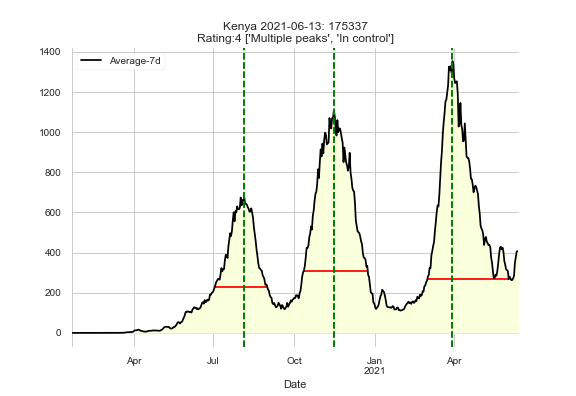 Kenya 2021-06-13: 175337
Rating:4 ['Multiple peaks', 'In control']
Average-7d
1400
1200
1000
800
600
400
200
0
Apr
Jul
Oct
Jan
2021
Apr
Date